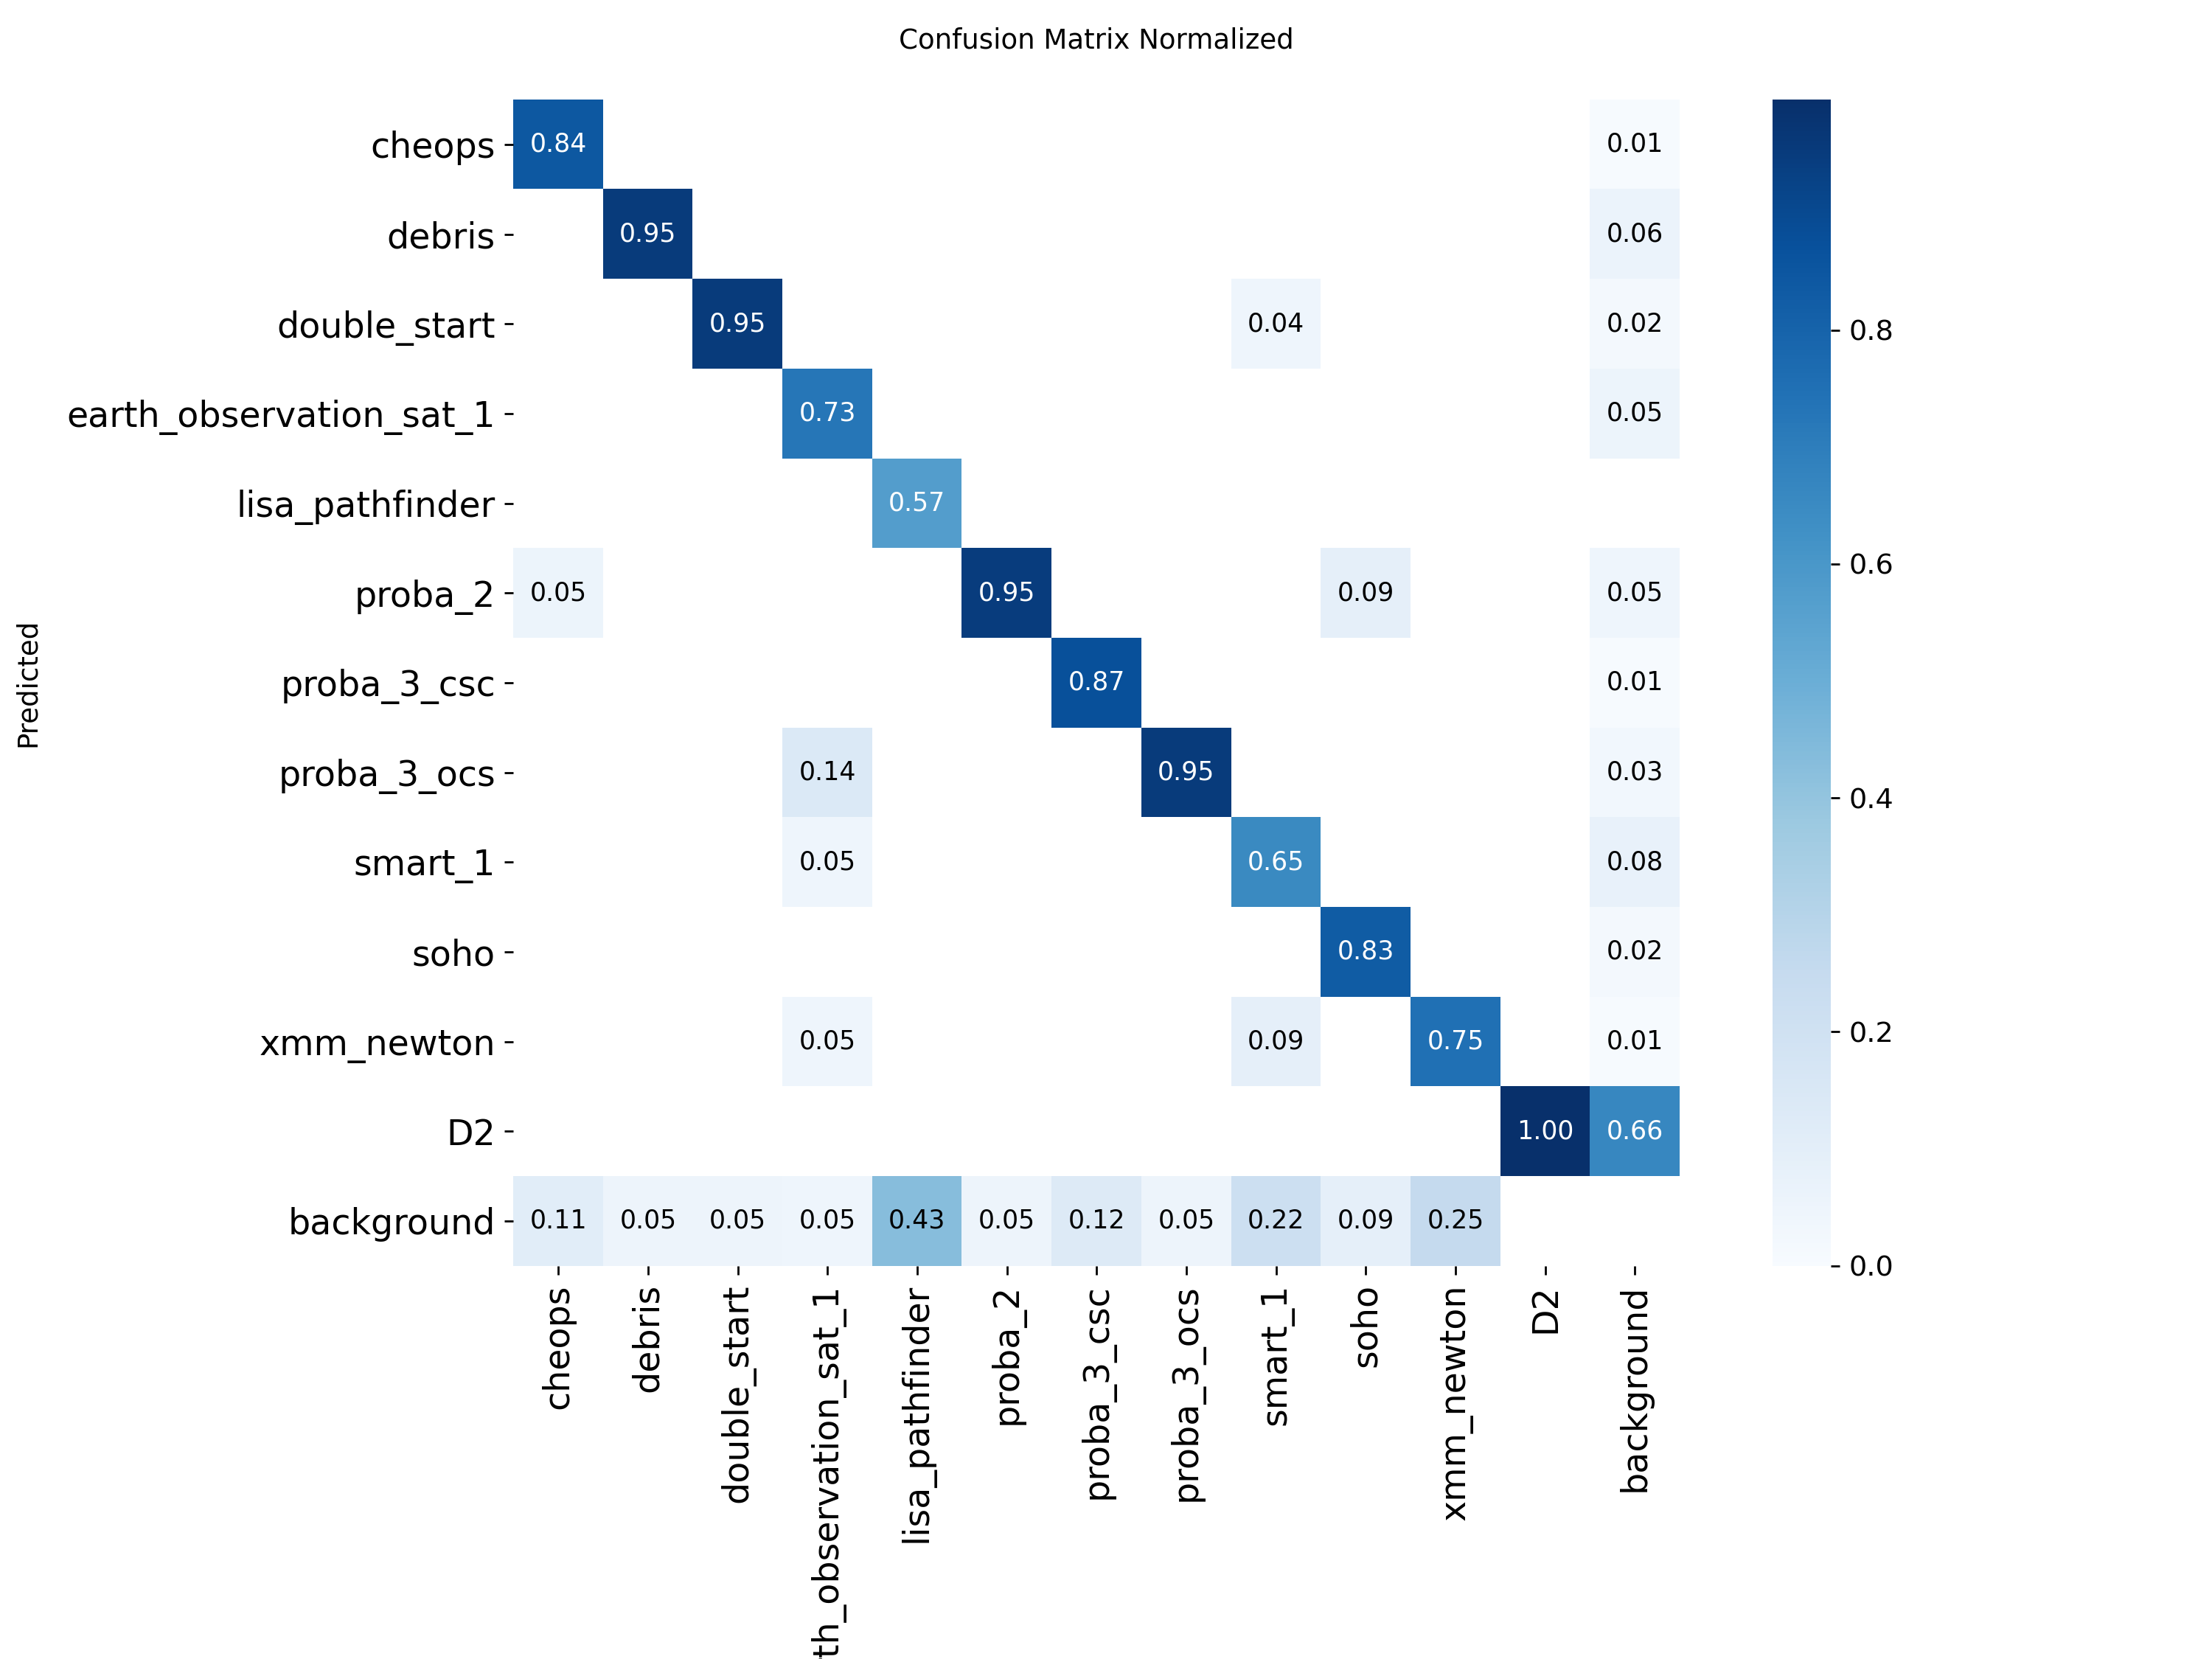 Confusion Matrix Normalized
cheops 0.84 0.01
debris 0.95 0.06
double_start 0.95 0.04 0.02 0.8
earth_observation_sat_1 0.73 0.05
lisa_pathfinder 0.57
0.6
proba_2 0.05 0.95 0.09 0.05
Predicted
proba_3_csc 0.87 0.01
proba_3_ocs 0.14 0.95 0.03
0.4
smart_1 0.05 0.65 0.08
soho 0.83 0.02
xmm_newton 0.05 0.09 0.75 0.01
0.2
D2 1.00 0.66
background 0.11 0.05 0.05 0.05 0.43 0.05 0.12 0.05 0.22 0.09 0.25
0.0
cheops
debris
double_start
th_observation_sat_1
lisa_pathfinder
proba_2
proba_3_csc
proba_3_ocs
smart_1
soho
xmm_newton
D2
background